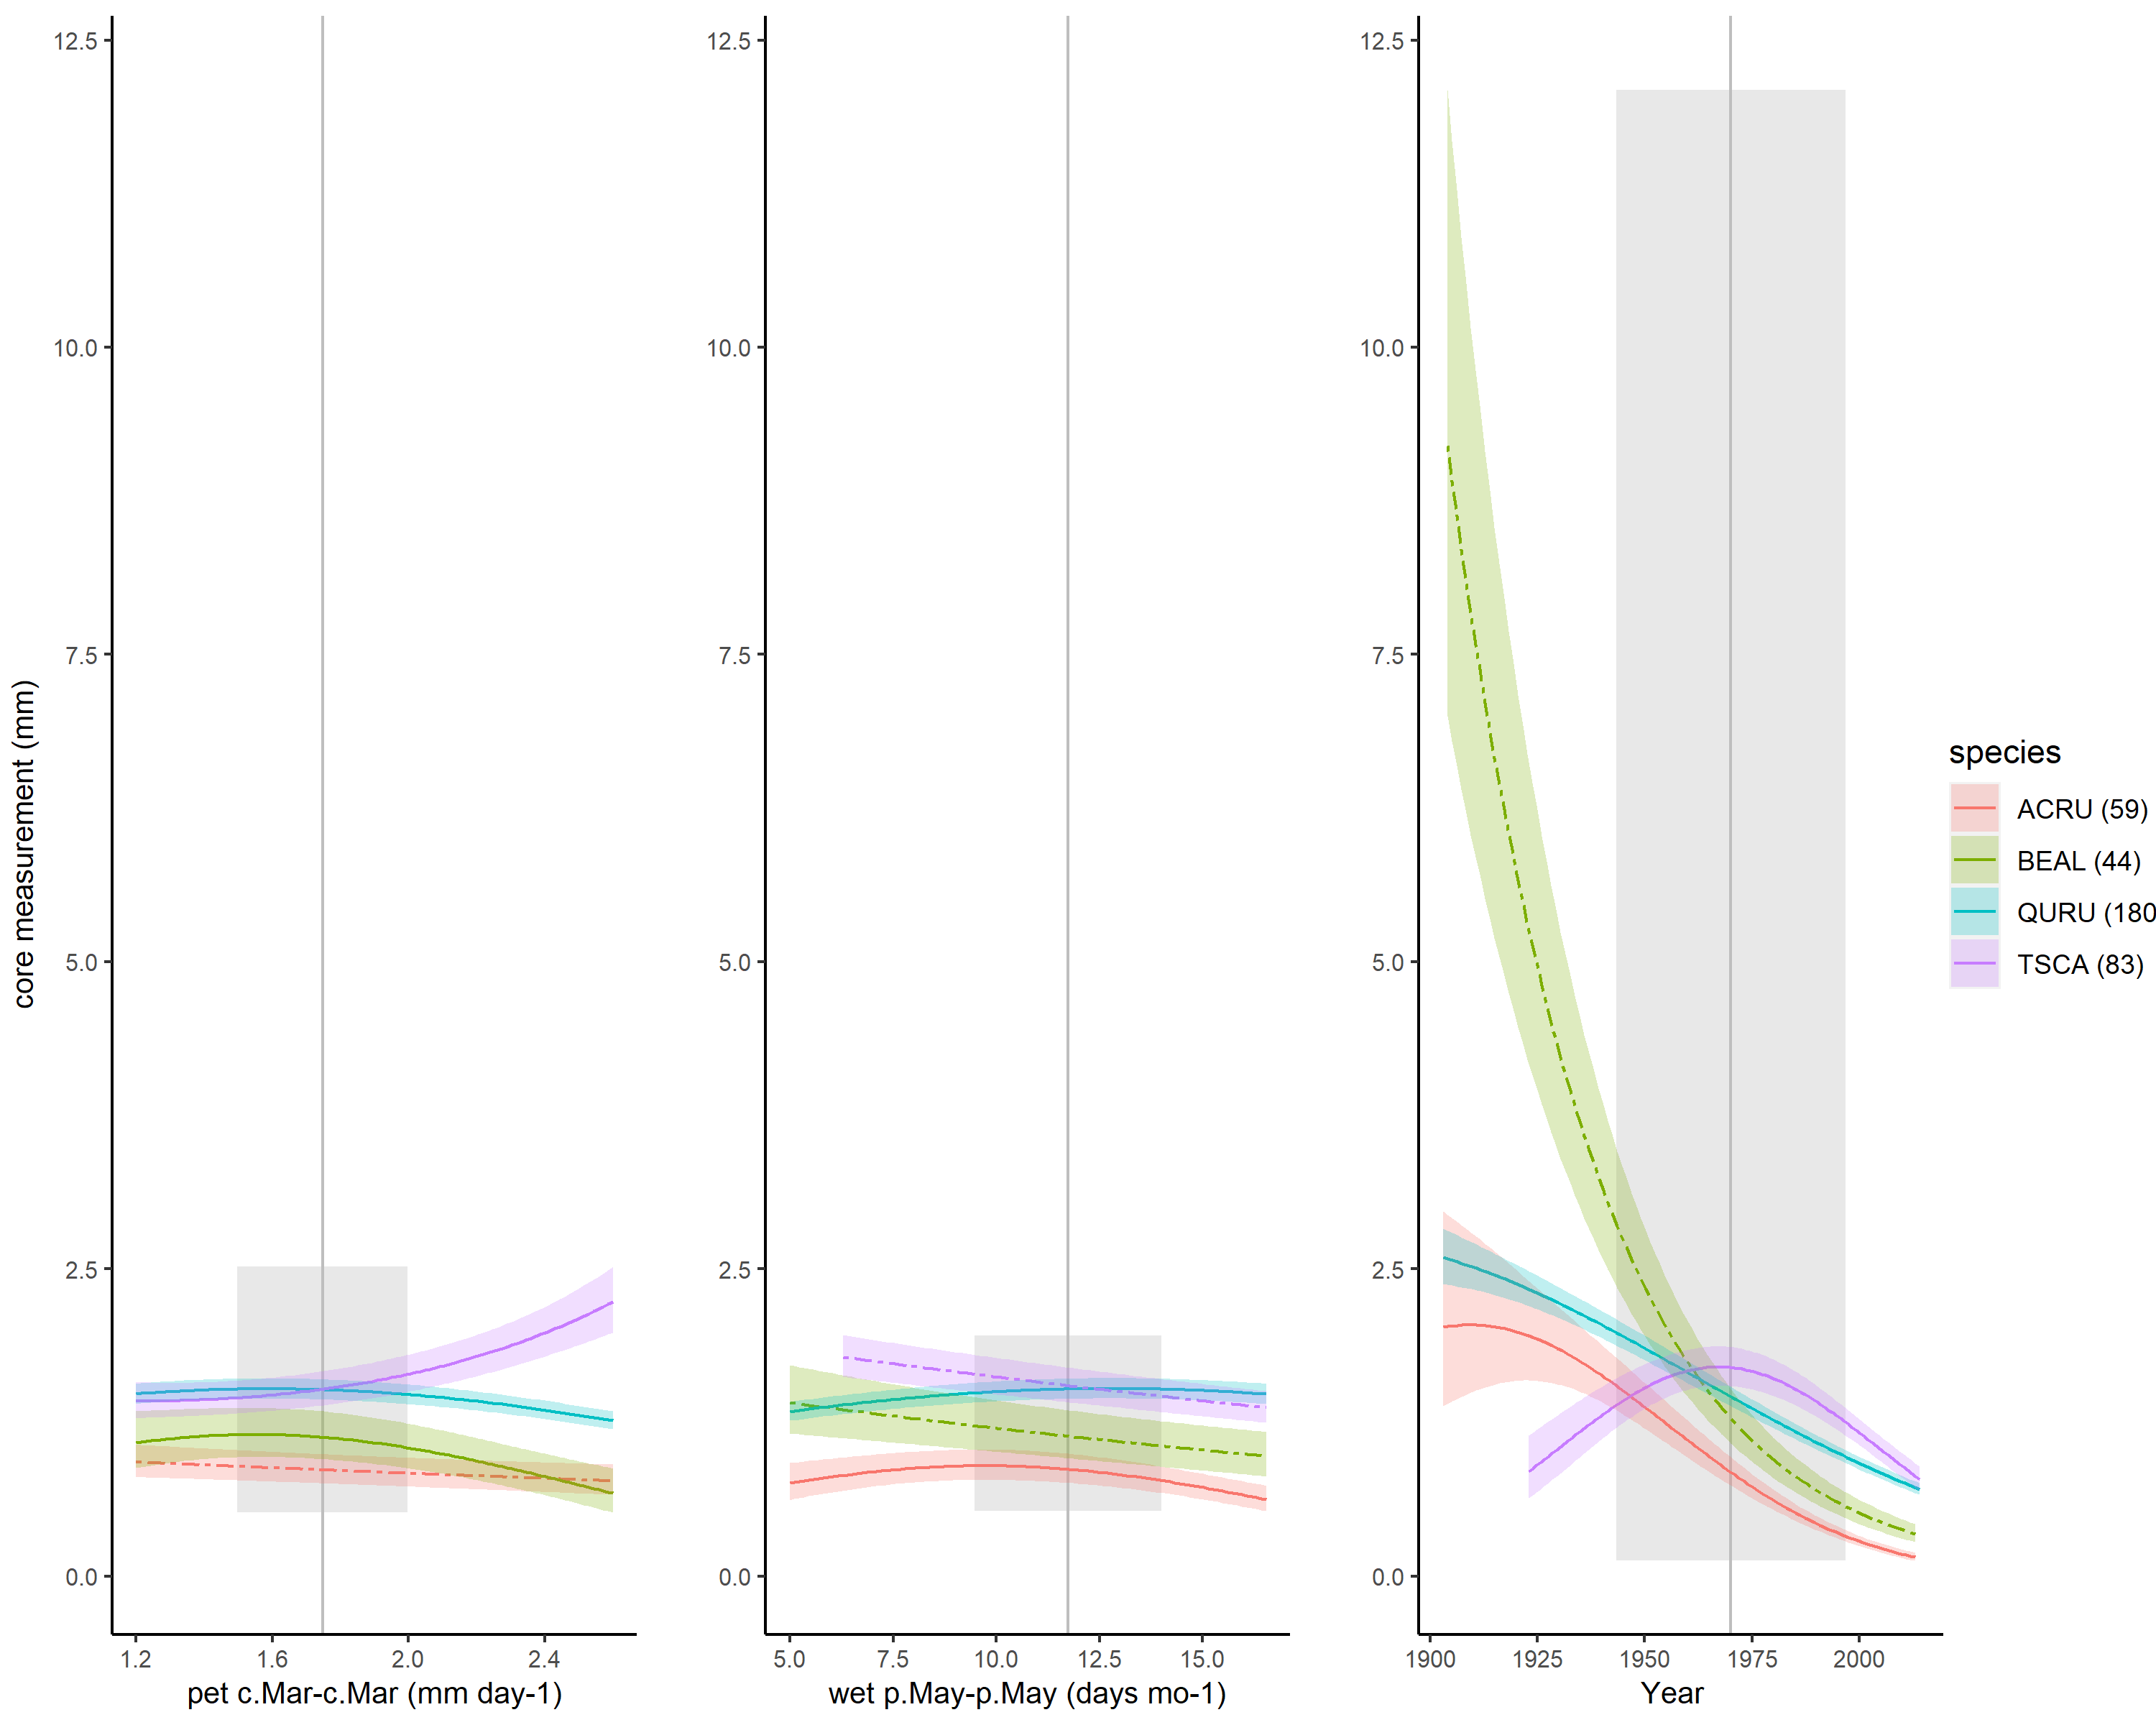 core measurement (mm)
12.5
10.0
7.5
5.0
2.5
0.0
1.2 1.6 2.0 2.4
pet c.Mar-c.Mar (mm day-1)
12.5
10.0
7.5
5.0
2.5
0.0
5.0 7.5 10.0 12.5 15.0
wet p.May-p.May (days mo-1)
12.5
10.0
7.5
5.0
2.5
0.0
1900 1925 1950 1975 2000
Year
species
ACRU (59)
BEAL (44)
QURU (180
TSCA (83)